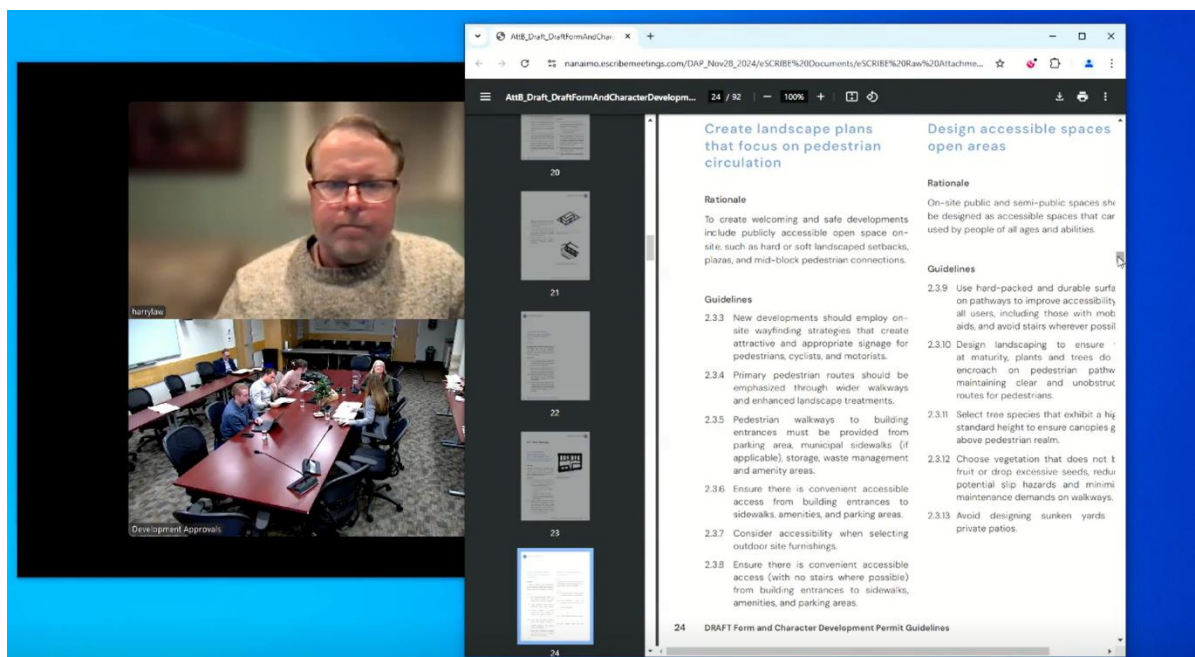 AttB_Draft_DraftFormAndChar
nanaimo.escribemeetings.com/DAP_Nov28_2024/eSCRIBE%20Documents/eSCRIBE%20Raw%20Attachme...
AttB_Draft_DraftFormAndCharacterDevelopm...
24 / 92
100%
harrylaw
Development Approvals
20
21
22
23
24
Create landscape plans
that focus on pedestrian
circulation
Rationale
To create welcoming and safe developments
include publicly accessible open space on-
site, such as hard or soft landscaped setbacks,
plazas, and mid-block pedestrian connections.
Guidelines
2.3.3 New developments should employ on-
site wayfinding strategies that create
attractive and appropriate signage for
pedestrians, cyclists, and motorists.
2.3.4 Primary pedestrian routes should be
emphasized through wider walkways
and enhanced landscape treatments.
2.3.5 Pedestrian walkways to building
entrances must be provided from
parking area, municipal sidewalks (if
applicable), storage, waste management
and amenity areas.
2.3.6 Ensure there is convenient accessible
access from building entrances to
sidewalks, amenities, and parking areas.
2.3.7 Consider accessibility when selecting
outdoor site furnishings.
2.3.8 Ensure there is convenient accessible
access (with no stairs where possible)
from building entrances to sidewalks,
amenities, and parking areas.
Design accessible spaces
open areas
Rationale
On-site public and semi-public spaces
be designed as accessible spaces that
used by people of all ages and abilities.
Guidelines
2.3.9 Use hard-packed and durable
on pathways to improve accessibility
all users, including those with
aids, and avoid stairs wherever
2.3.10 Design landscaping to ensure
at maturity, plants and trees do
encroach on pedestrian
maintaining clear and
routes for pedestrians.
2.3.11 Select tree species that exhibit a
standard height to ensure canopies
above pedestrian realm.
2.3.12 Choose vegetation that does not
fruit or drop excessive seeds,
potential slip hazards and
maintenance demands on walkways.
2.3.13 Avoid designing sunken yards
private patios.
24 DRAFT Form and Character Development Permit Guidelines